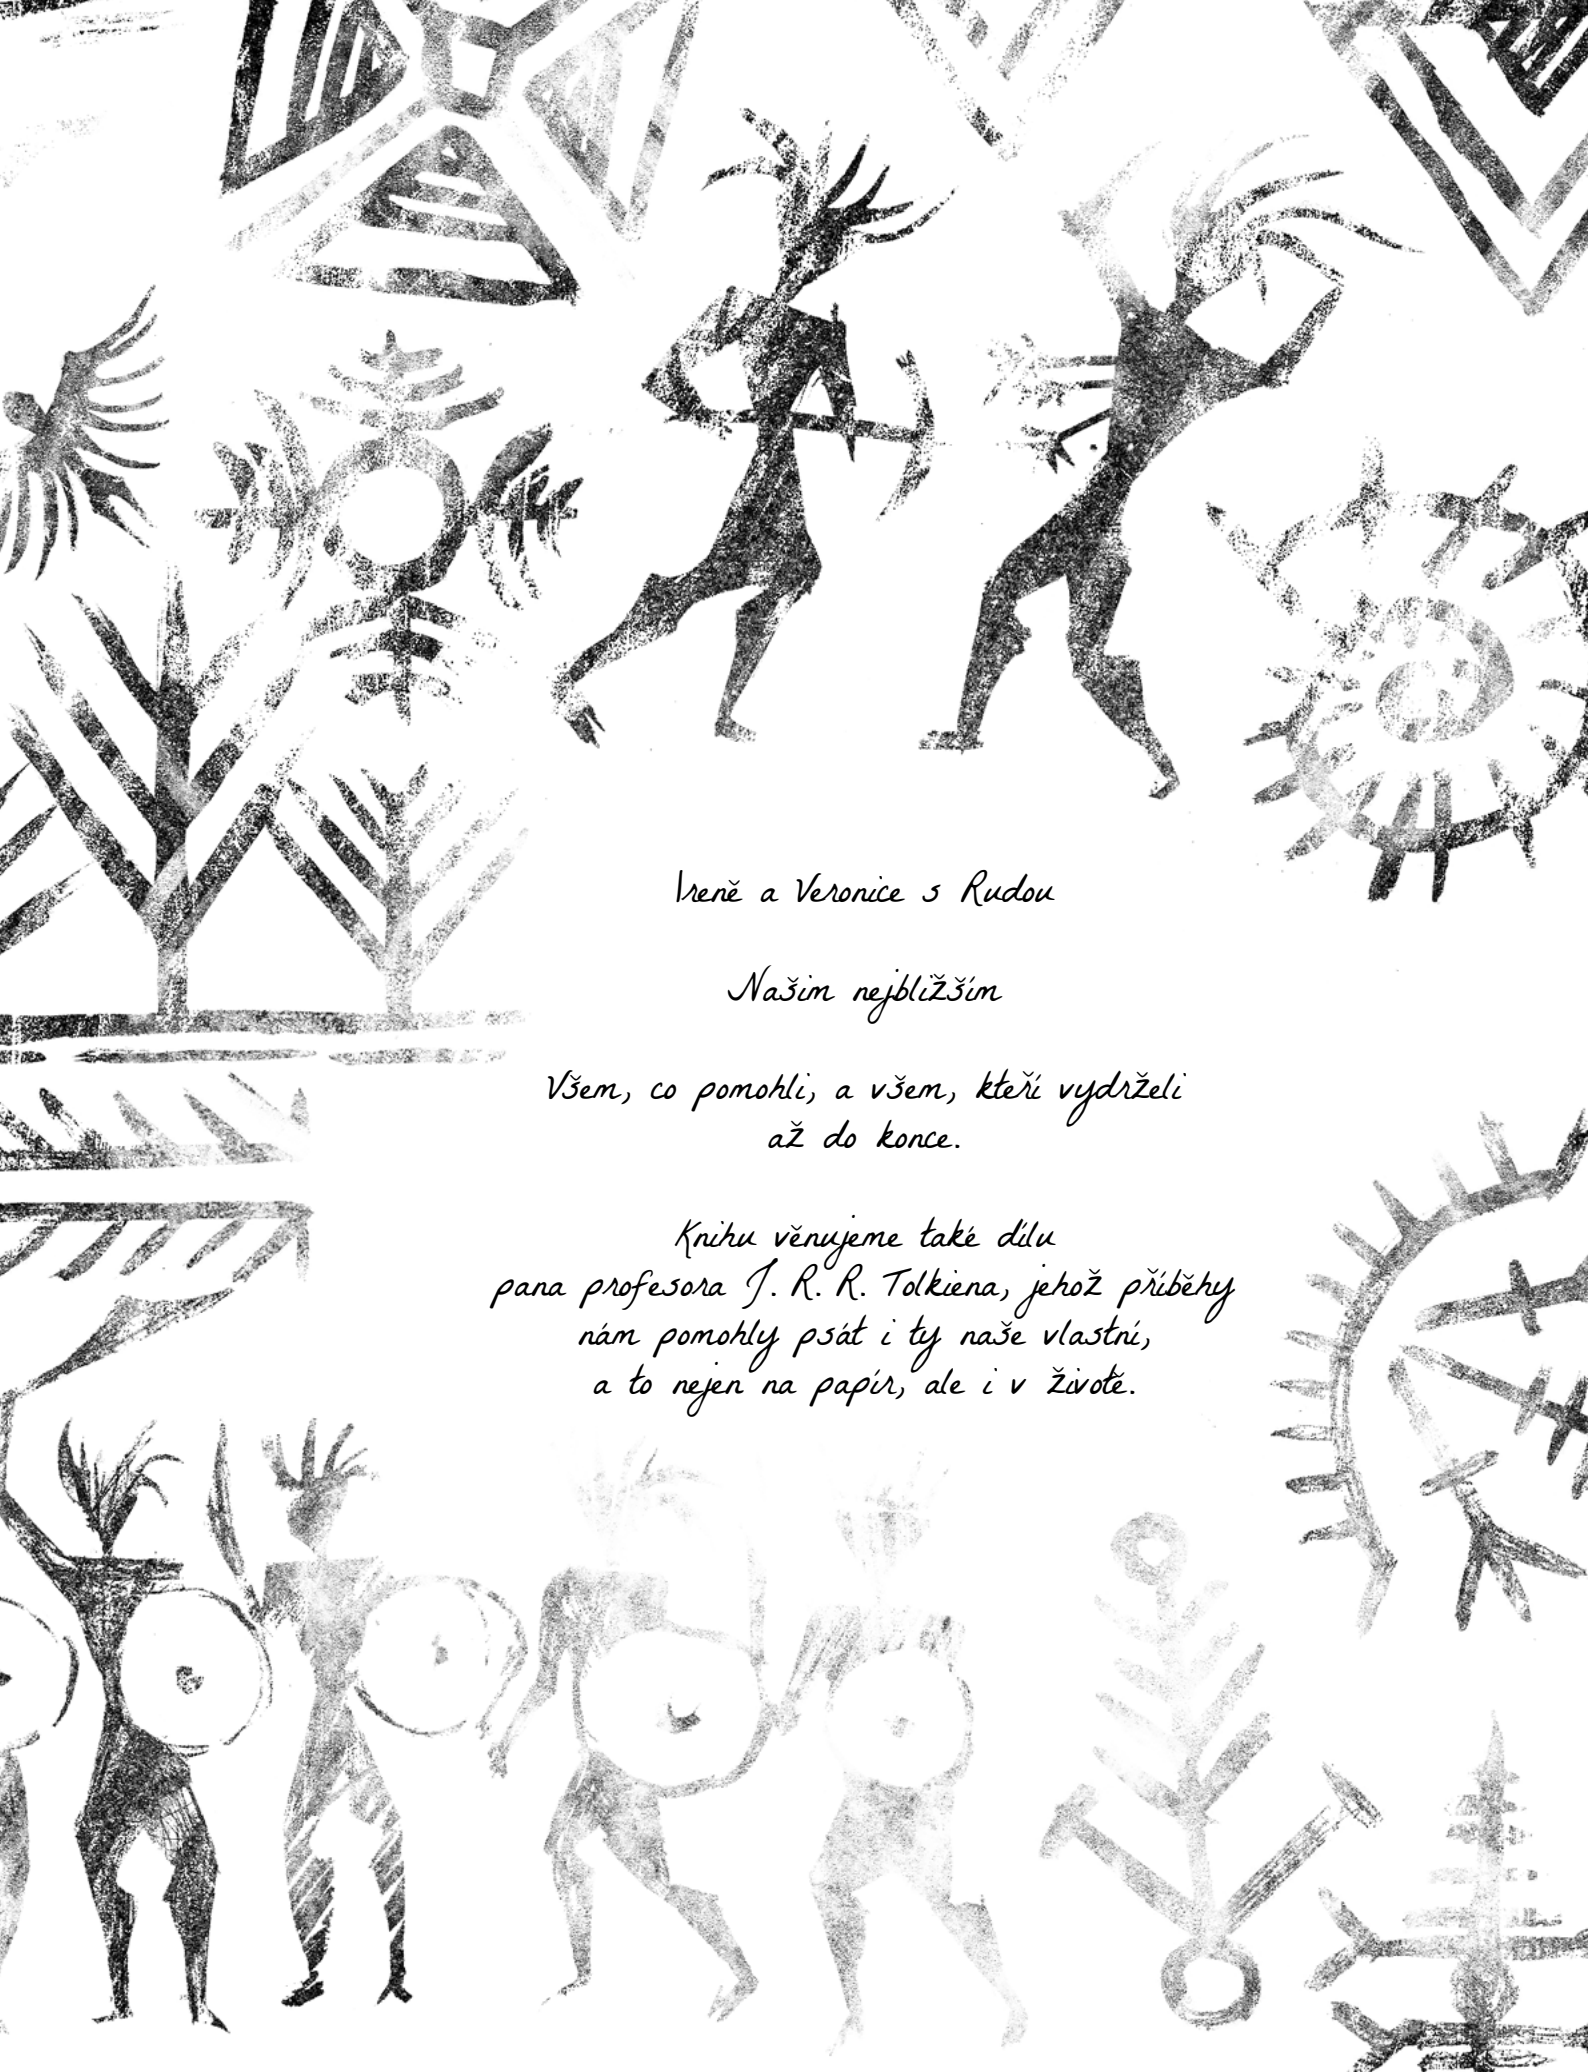 Ireně a Veronice s Rudou
Našim nejbližším
Všem, co pomohli, a všem, kteří vydrželi
až do konce.
Knihu věnujeme také dílu
pana profesora J. R. R. Tolkiena, jehož příběhy
nám pomohly psát i ty naše vlastní,
a to nejen na papír, ale i v životě.